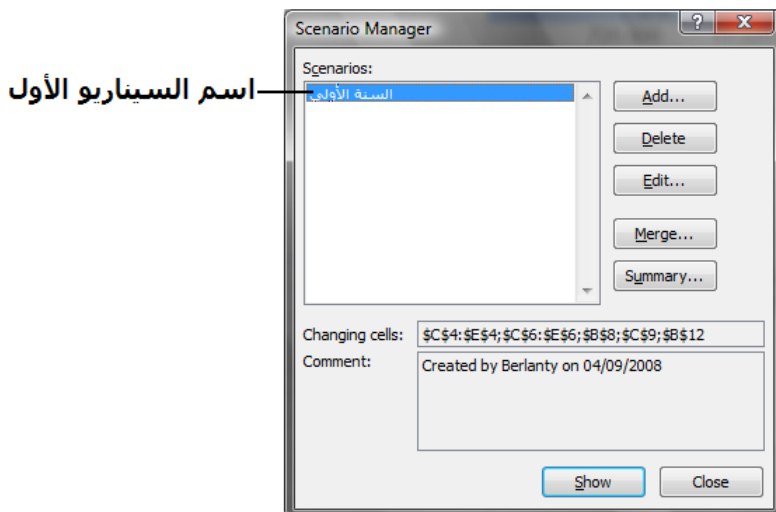 Scenario Manager
Scenarios:
اسم السيناريو الأول
السنة الأولي
Add...
Delete
Edit...
Merge...
Summary...
Changing cells: $C$4:$E$4;$C$6:$E$6;$B$8;$C$9;$B$12
Comment: Created by Berlanty on 04/09/2008
Show
Close